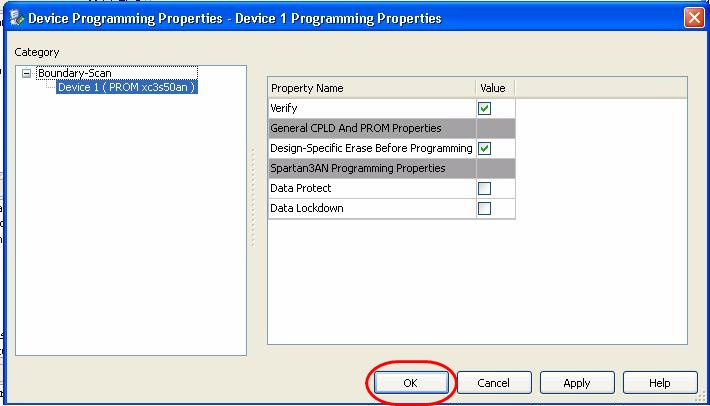 Device Programming Properties - Device 1 Programming Properties
Category
Boundary-Scan
Device 1 ( PROM xc3s50an )
Property Name Value
Verify
General CPLD And PROM Properties
Design-Specific Erase Before Programming
Spartan3AN Programming Properties
Data Protect
Data Lockdown
OK Cancel Apply Help